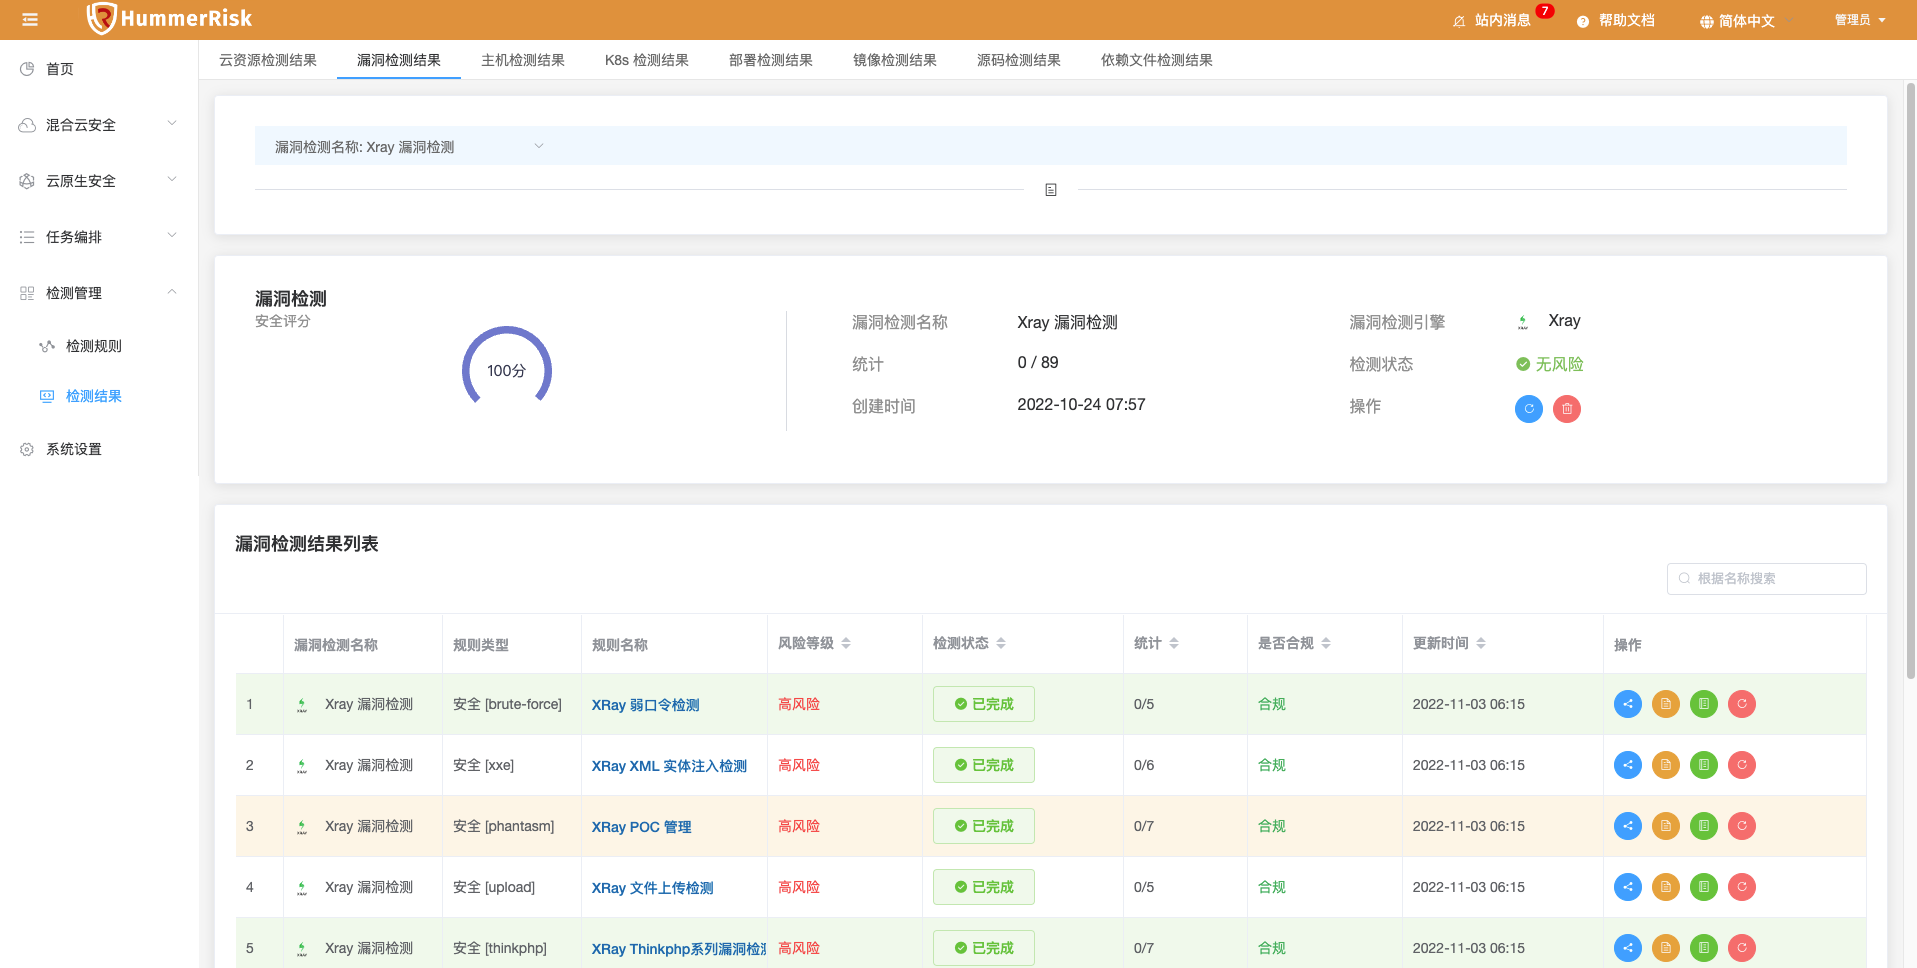 HummerRisk
站内消息 7 帮助文档 简体中文 管理员
首页
混合云安全
云原生安全
任务编排
检测管理
检测规则
检测结果
系统设置
云资源检测结果 漏洞检测结果 主机检测结果 K8s 检测结果 部署检测结果 镜像检测结果 源码检测结果 依赖文件检测结果
漏洞检测名称: Xray 漏洞检测
漏洞检测
安全评分
100分
漏洞检测名称 Xray 漏洞检测 漏洞检测引擎 Xray
统计 0 / 89 检测状态 无风险
创建时间 2022-10-24 07:57 操作
漏洞检测结果列表
根据名称搜索
漏洞检测名称 规则类型 规则名称 风险等级 检测状态 统计 是否合规 更新时间 操作
1 Xray 漏洞检测 安全 [brute-force] XRay 弱口令检测 高风险 已完成 0/5 合规 2022-11-03 06:15
2 Xray 漏洞检测 安全 [xxe] XRay XML 实体注入检测 高风险 已完成 0/6 合规 2022-11-03 06:15
3 Xray 漏洞检测 安全 [phantasm] XRay POC 管理 高风险 已完成 0/7 合规 2022-11-03 06:15
4 Xray 漏洞检测 安全 [upload] XRay 文件上传检测 高风险 已完成 0/5 合规 2022-11-03 06:15
5 Xray 漏洞检测 安全 [thinkphp] XRay Thinkphp系列漏洞检测 高风险 已完成 0/7 合规 2022-11-03 06:15